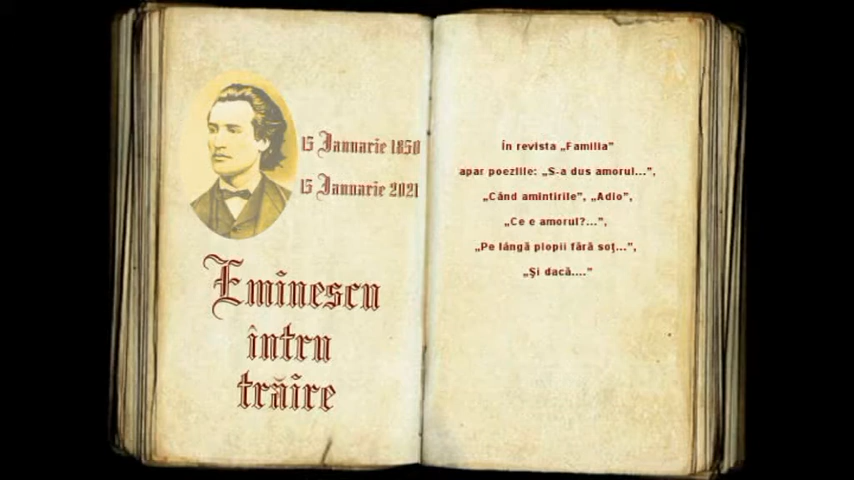 15 Ianuarie 1850
15 Ianuarie 2021
Eminescu
întru
trăire
În revista „Familia”
apar poeziile: „S-a dus amorul...”,
„Când amintirile”, „Adio”,
„Ce e amorul?...”,
„Pe lângă plopii fără soţ...”,
„Şi dacă....”